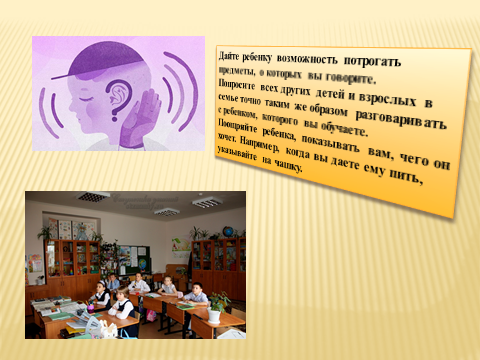 Дайте ребенку возможность потрогать
предметы, о которых вы говорите.
Попросите всех других детей и взрослых в
семье точно таким же образом разговаривать
с ребенком, которого вы обучаете.
Поощряйте ребенка, показывать вам, чего он
хочет. Например, когда вы даете ему пить,
указывайте на чашку.